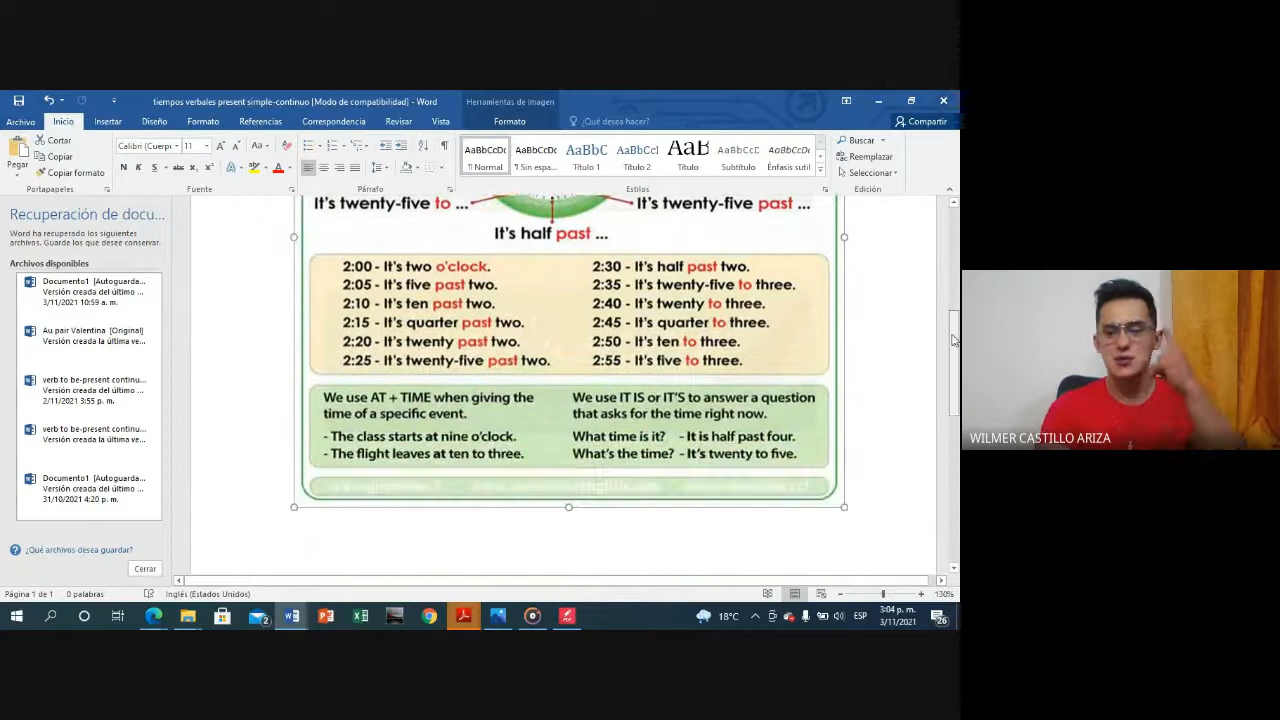 tiempos verbales present simple-continuo [Modo de compatibilidad] - Word
Herramientas de imagen
Archivo Inicio Insertar Diseño Formato Referencias Correspondencia Revisar Vista Formato ¿Qué desea hacer? Compartir
Pegar
Cortar
Copiar
Copiar formato
Portapapeles
Calibri (Cuerpo 11
N K S abc x₂ x²
Fuente
Párrafo
AaBbCcDc AaBbCcDc AaBbC AaBbCcI AaB AaBbCcC AaBbCcDc
¶ Normal ¶ Sin espa... Título 1 Título 2 Título Subtítulo Énfasis sutil
Estilos
Buscar
Reemplazar
Seleccionar
Edición
Recuperación de docu...
Word ha recuperado los siguientes
archivos. Guarde los que desee conservar.
Archivos disponibles
Documento1 [Autoguarda...
Versión creada del último ...
3/11/2021 10:59 a. m.
Au pair Valentina [Original]
Versión creada la última ve...
verb to be-present continu...
Versión creada del último ...
2/11/2021 3:55 p. m.
verb to be-present continu...
Versión creada la última ve...
Documento1 [Autoguarda...
Versión creada del último ...
31/10/2021 4:20 p. m.
¿Qué archivos desea guardar?
Cerrar
It's twenty-five to ...
It's twenty-five past ...
It's half past ...
2:00 - It's two o'clock.
2:05 - It's five past two.
2:10 - It's ten past two.
2:15 - It's quarter past two.
2:20 - It's twenty past two.
2:25 - It's twenty-five past two.
2:30 - It's half past two.
2:35 - It's twenty-five to three.
2:40 - It's twenty to three.
2:45 - It's quarter to three.
2:50 - It's ten to three.
2:55 - It's five to three.
We use AT + TIME when giving the
time of a specific event.
- The class starts at nine o'clock.
- The flight leaves at ten to three.
We use IT IS or IT'S to answer a question
that asks for the time right now.
What time is it? - It is half past four.
What's the time? - It's twenty to five.
WILMER CASTILLO ARIZA
Página 1 de 1 0 palabras Inglés (Estados Unidos) 130%
18°C ESP
3:04 p. m.
3/11/2021
26